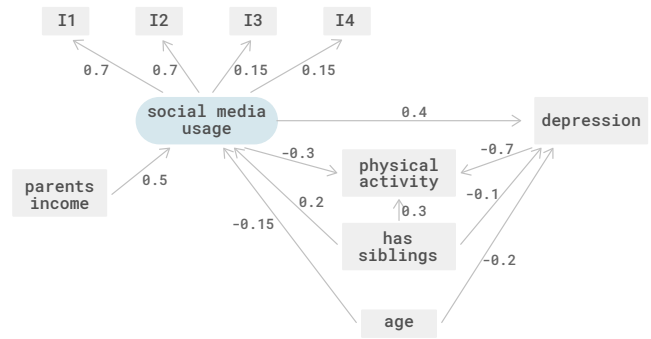 I1 I2 I3 I4
0.7 0.7 0.15 0.15
social media
usage
0.4
depression
-0.3
-0.7
physical
activity
0.5
parents
income
0.2
-0.1
0.3
-0.15
has
siblings
-0.2
age